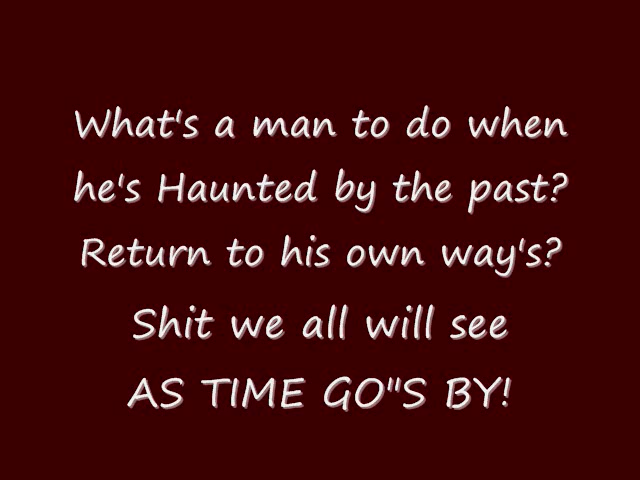 What's a man to do when
he's Haunted by the past?
Return to his own way's?
Shit we all will see
AS TIME GO"S BY!